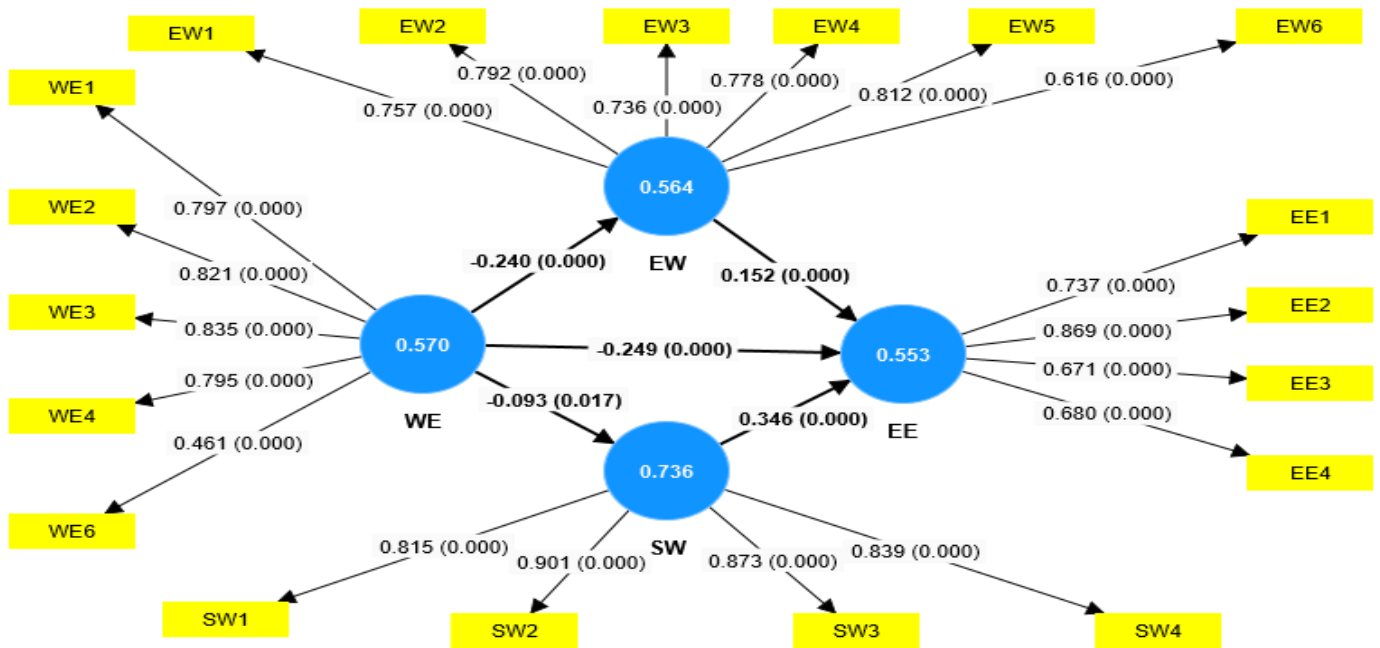 EW1
EW2
EW3
EW4
EW5
EW6
WE1
0.792 (0.000)
0.778 (0.000)
0.812 (0.000)
0.616 (0.000)
0.757 (0.000)
0.736 (0.000)
0.564
EW
WE2
0.797 (0.000)
EE1
0.821 (0.000)
-0.240 (0.000)
0.152 (0.000)
0.737 (0.000)
WE3
0.835 (0.000)
EE2
0.869 (0.000)
0.570
WE
-0.249 (0.000)
0.553
EE
0.671 (0.000)
EE3
WE4
0.795 (0.000)
-0.093 (0.017)
0.346 (0.000)
0.680 (0.000)
0.461 (0.000)
0.736
SW
EE4
WE6
0.815 (0.000)
0.901 (0.000)
0.873 (0.000)
0.839 (0.000)
SW1
SW2
SW3
SW4